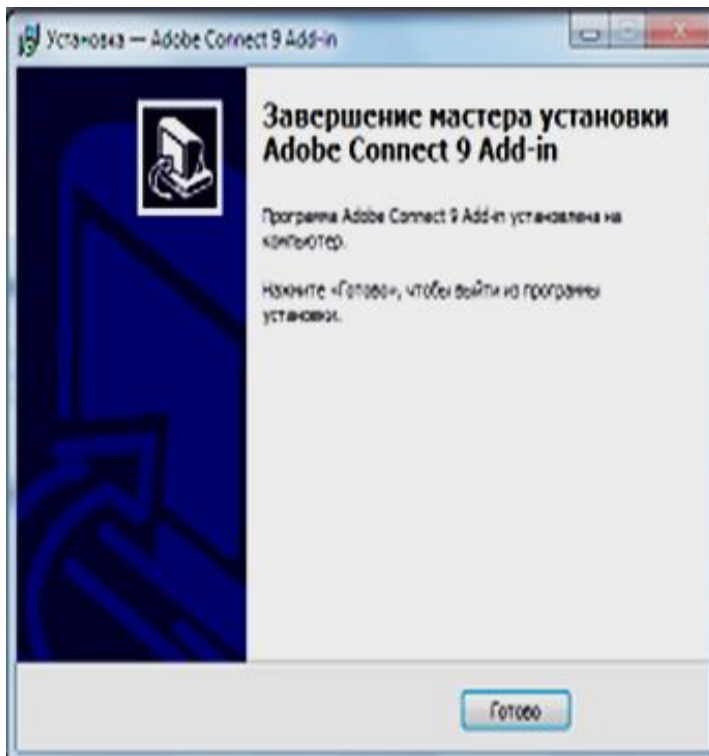 Установка — Adobe Connect 9 Add-in
Завершение мастера установки
Adobe Connect 9 Add-in
Программа Adobe Connect 9 Add-in установлена на
компьютер.
Нажмите «Готово», чтобы выйти из программы
установки.
Готово